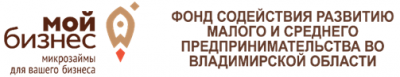 мой
бизнес
микрозаймы
для вашего бизнеса
ФОНД СОДЕЙСТВИЯ РАЗВИТИЮ
МАЛОГО И СРЕДНЕГО
ПРЕДПРИНИМАТЕЛЬСТВА ВО
ВЛАДИМИРСКОЙ ОБЛАСТИ